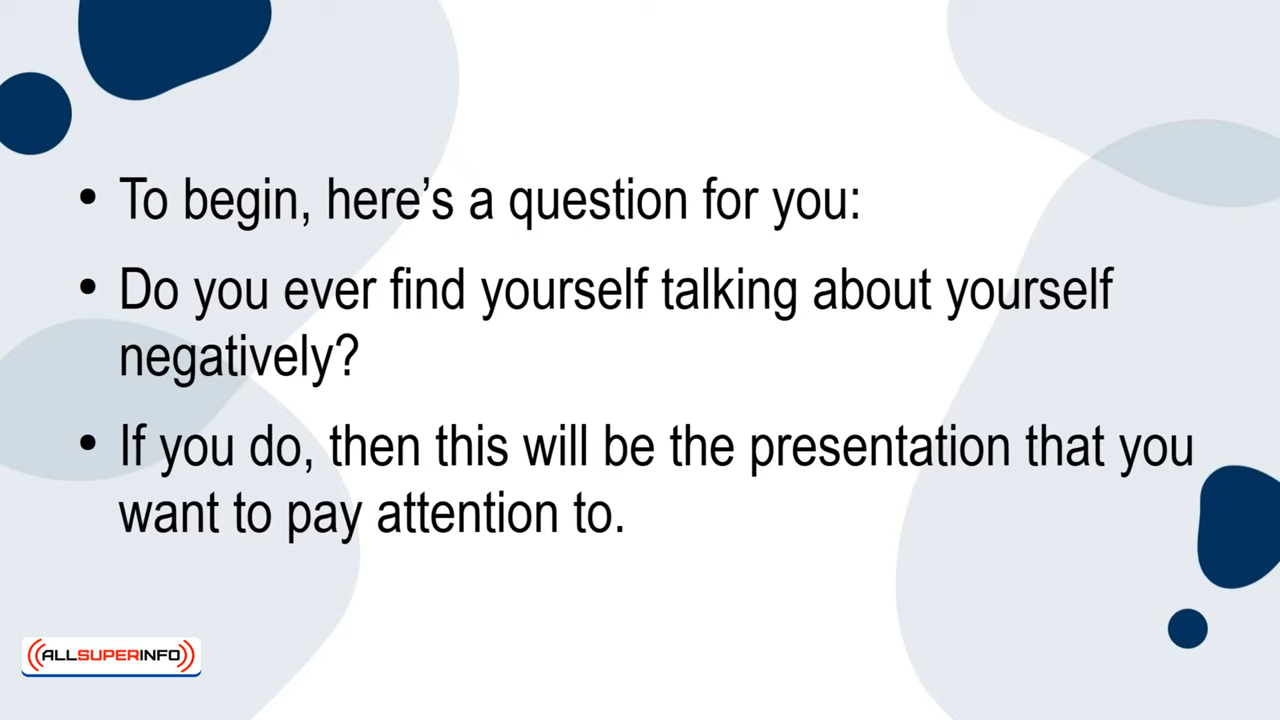 • To begin, here’s a question for you:
• Do you ever find yourself talking about yourself
negatively?
• If you do, then this will be the presentation that you
want to pay attention to.
ALLSUPERINFO